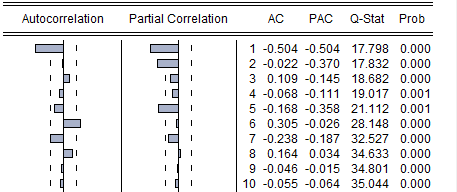 Autocorrelation Partial Correlation AC PAC Q-Stat Prob
1 -0.504 -0.504 17.798 0.000
2 -0.022 -0.370 17.832 0.000
3 0.109 -0.145 18.682 0.000
4 -0.068 -0.111 19.017 0.001
5 -0.168 -0.358 21.112 0.001
6 0.305 -0.026 28.148 0.000
7 -0.238 -0.187 32.527 0.000
8 0.164 0.034 34.633 0.000
9 -0.046 -0.015 34.801 0.000
10 -0.055 -0.064 35.044 0.000